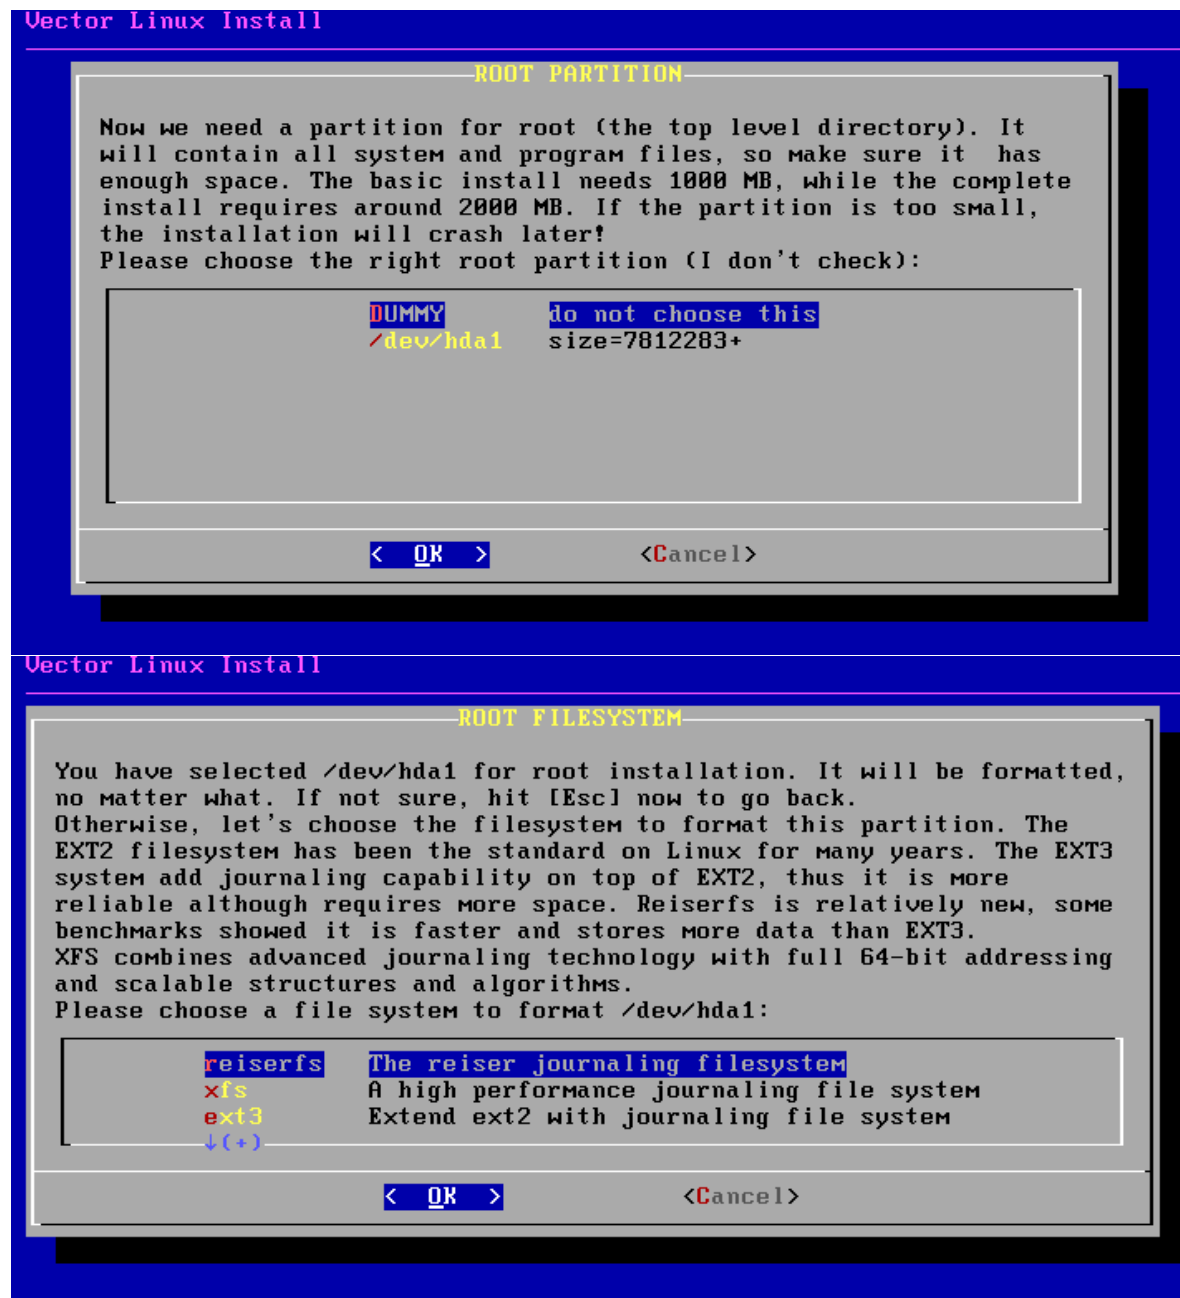 Vector Linux Install
ROOT PARTITION
Now we need a partition for root (the top level directory). It
will contain all system and program files, so make sure it  has
enough space. The basic install needs 1000 MB, while the complete
install requires around 2000 MB. If the partition is too small,
the installation will crash later!
Please choose the right root partition (I don't check):
DUMMY do not choose this
/dev/hda1 size=7812283+
< OK > <Cancel>
Vector Linux Install
ROOT FILESYSTEM
You have selected /dev/hda1 for root installation. It will be formatted,
no matter what. If not sure, hit [Esc] now to go back.
Otherwise, let's choose the filesystem to format this partition. The
EXT2 filesystem has been the standard on Linux for many years. The EXT3
system add journaling capability on top of EXT2, thus it is more
reliable although requires more space. Reiserfs is relatively new, some
benchmarks showed it is faster and stores more data than EXT3.
XFS combines advanced journaling technology with full 64-bit addressing
and scalable structures and algorithms.
Please choose a file system to format /dev/hda1:
reiserfs The reiser journaling filesystem
xfs A high performance journaling file system
ext3 Extend ext2 with journaling file system
↓(+)
< OK > <Cancel>